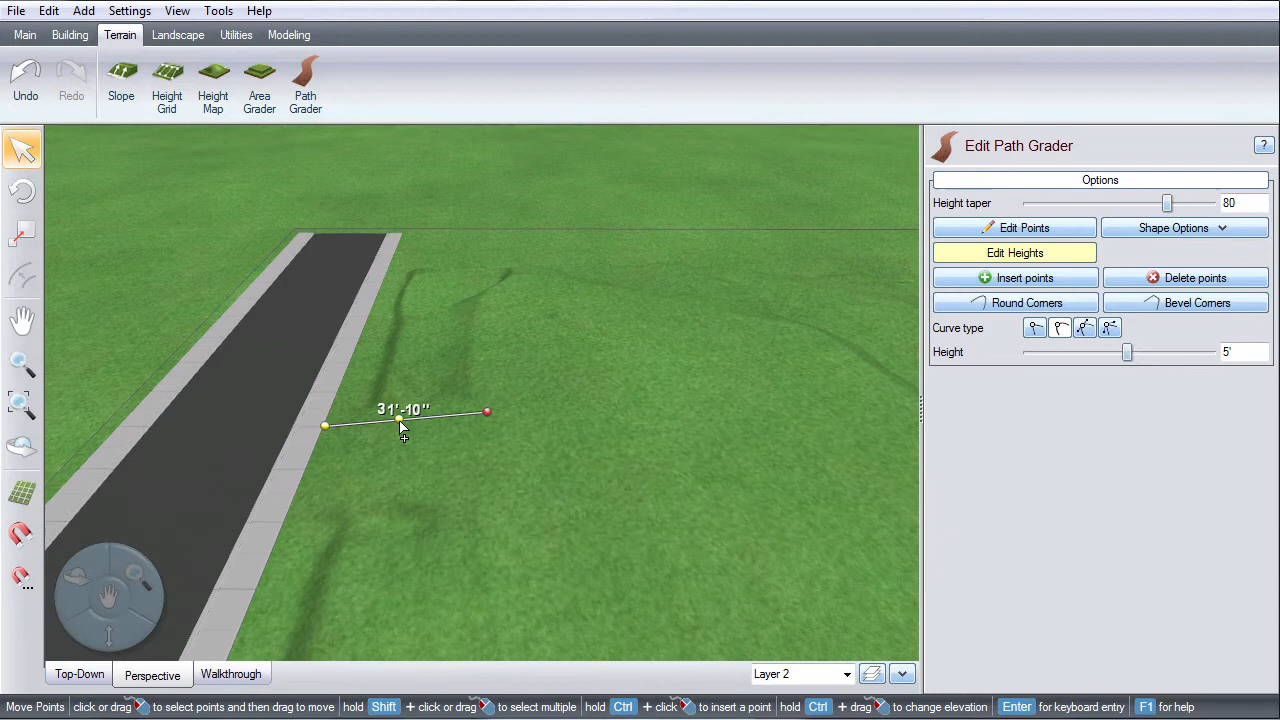 File Edit Add Settings View Tools Help
Main Building Terrain Landscape Utilities Modeling
Undo Redo Slope Height Grid Height Map Area Grader Path Grader
Edit Path Grader ?
Options
Height taper 80
Edit Points Shape Options
Edit Heights
Insert points Delete points
Round Corners Bevel Corners
Curve type
Height 5'
31'-10"
Top-Down Perspective Walkthrough Layer 2
Move Points click or drag to select points and then drag to move hold Shift + click or drag to select multiple hold Ctrl + click to insert a point hold Ctrl + drag to change elevation Enter for keyboard entry F1 for help